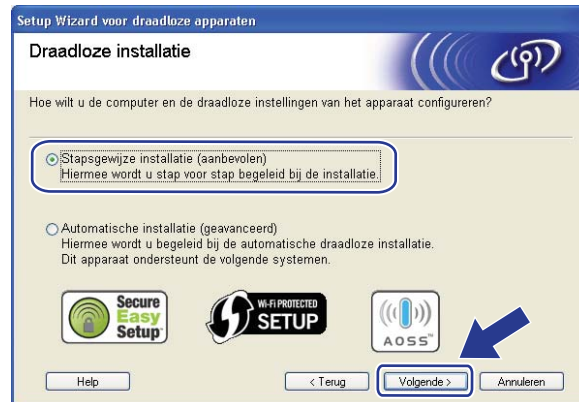 Setup Wizard voor draadloze apparaten
Draadloze installatie
Hoe wilt u de computer en de draadloze instellingen van het apparaat configureren?
Stapsgewijze installatie (aanbevolen)
Hiermee wordt u stap voor stap begeleid bij de installatie.
Automatische installatie (geavanceerd)
Hiermee wordt u begeleid bij de automatische draadloze installatie.
Dit apparaat ondersteunt de volgende systemen.
Secure
Easy
Setup
WI-FI PROTECTED
SETUP
AOSS™
Help
< Terug
Volgende >
Annuleren